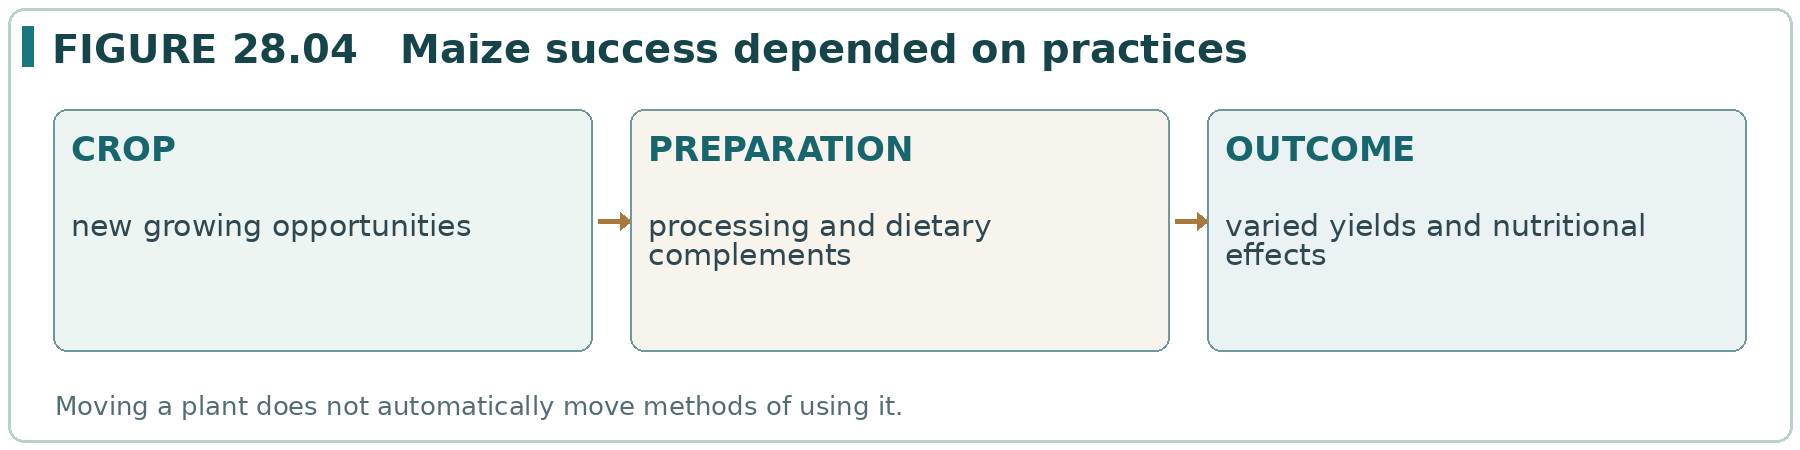 FIGURE 28.04 Maize success depended on practices
CROP
new growing opportunities
PREPARATION
processing and dietary
complements
OUTCOME
varied yields and nutritional
effects
Moving a plant does not automatically move methods of using it.